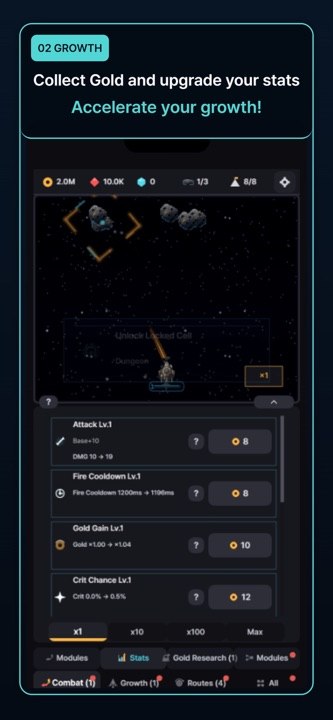 02 GROWTH
Collect Gold and upgrade your stats
Accelerate your growth!
2.0M 10.0K 0 1/3 8/8
Unlock Locked Cell
Dungeon
×1
?
Attack Lv.1
Base+10
DMG 10 → 19
? 8
Fire Cooldown Lv.1
Fire Cooldown 1200ms → 1196ms
? 8
Gold Gain Lv.1
Gold ×1.00 → ×1.04
? 10
Crit Chance Lv.1
Crit 0.0% → 0.5%
? 12
x1 x10 x100 Max
Modules Stats Gold Research (1) Modules
Combat (1) Growth (1) Routes (4) All